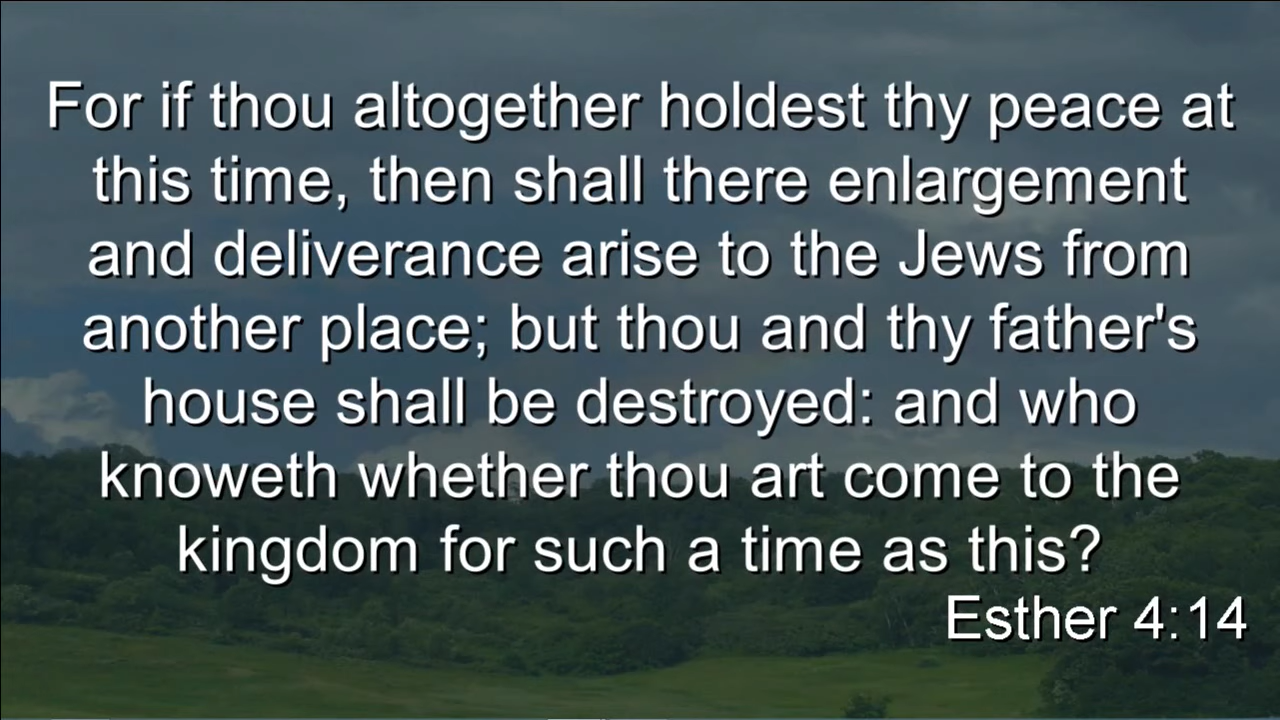 For if thou altogether holdest thy peace at
this time, then shall there enlargement
and deliverance arise to the Jews from
another place; but thou and thy father's
house shall be destroyed: and who
knoweth whether thou art come to the
kingdom for such a time as this?
Esther 4:14